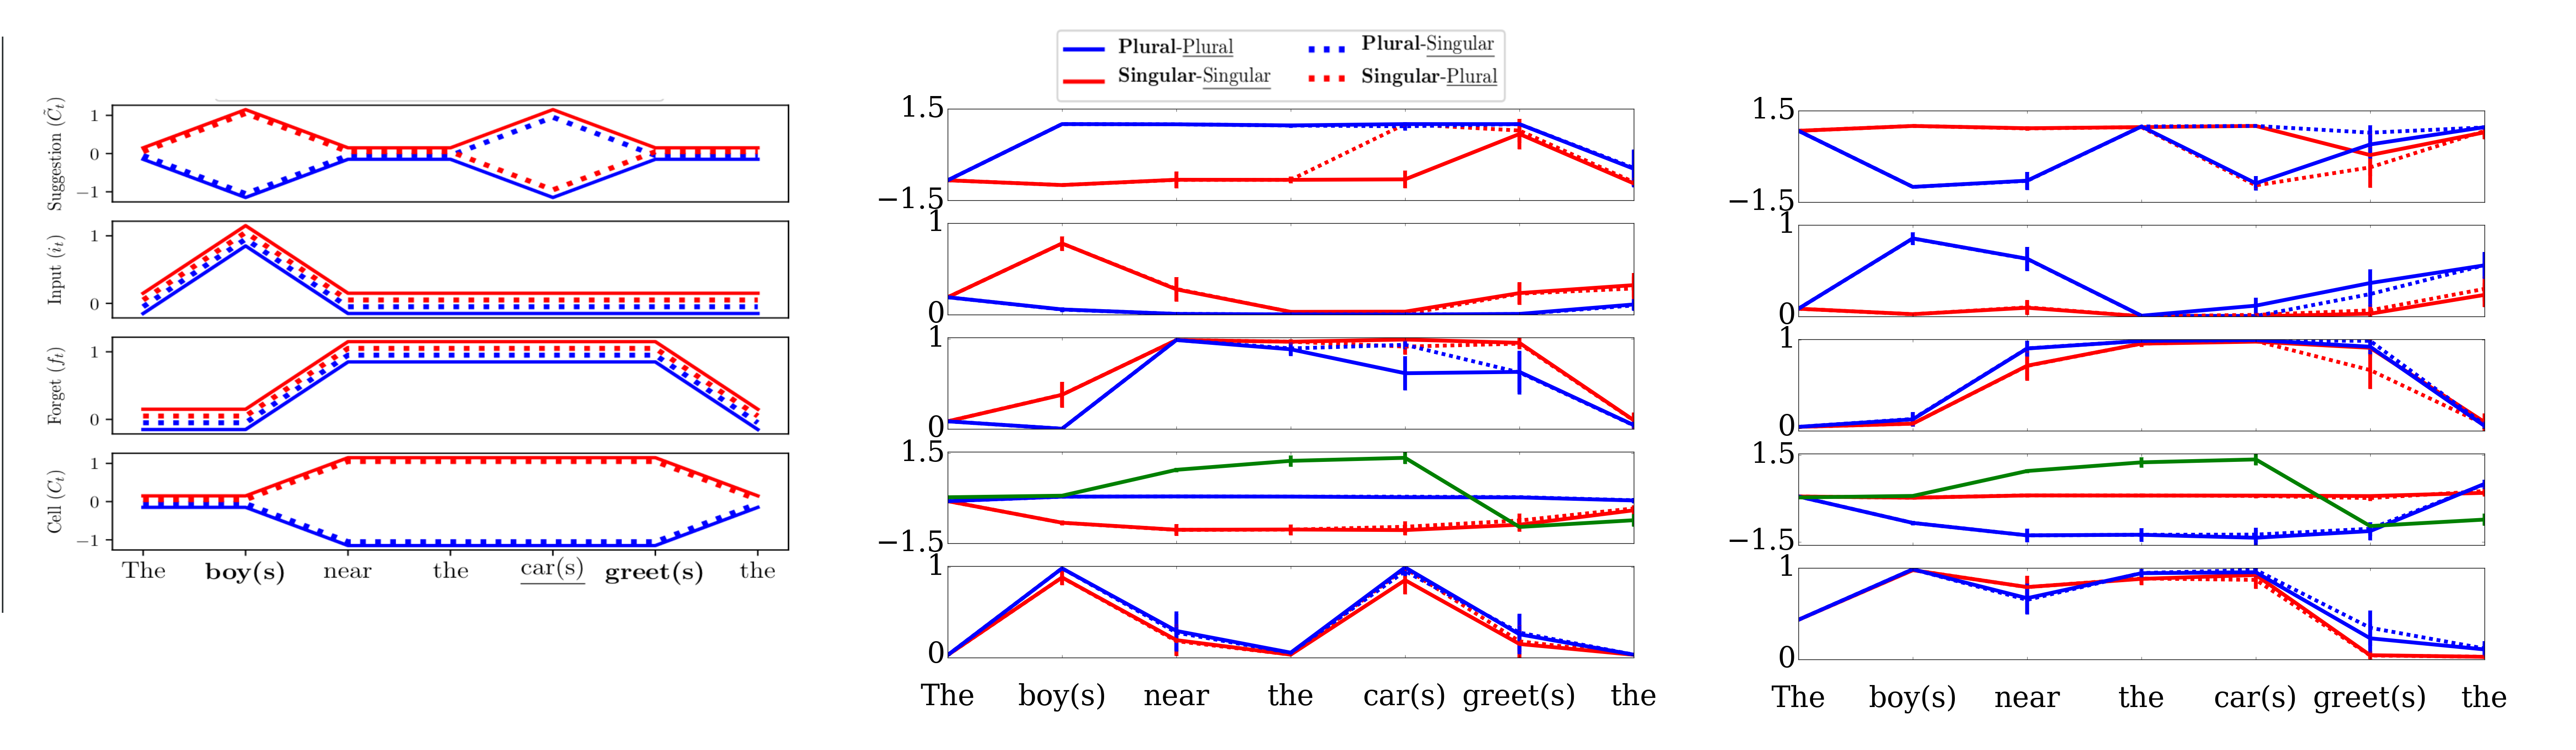 Plural-Plural
Plural-Singular
Singular-Singular
Singular-Plural
Suggestion (C̃t)
1
0
−1
Input (it)
1
0
Forget (ft)
1
0
Cell (Ct)
1
0
−1
The boy(s) near the car(s) greet(s) the
1.5
−1.5
1
0
1
0
1.5
−1.5
1
0
The boy(s) near the car(s) greet(s) the
1.5
−1.5
1
0
1
0
1.5
−1.5
1
0
The boy(s) near the car(s) greet(s) the